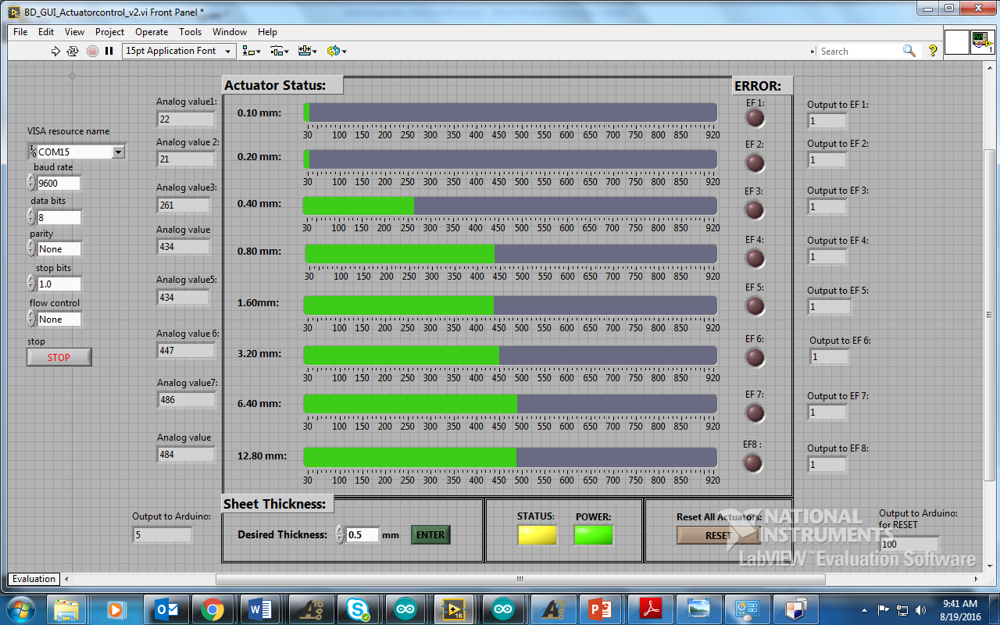 BD_GUI_Actuatorcontrol_v2.vi Front Panel *
File Edit View Project Operate Tools Window Help
15pt Application Font
Search
1
Actuator Status:
ERROR:
VISA resource name
COM15
baud rate
9600
data bits
8
parity
None
stop bits
1.0
flow control
None
stop
STOP
Analog value1:
22
Analog value 2:
21
Analog value3:
261
Analog value
434
Analog value5:
434
Analog value 6:
447
Analog value7:
486
Analog value
484
0.10 mm:
30 100 150 200 250 300 350 400 450 500 550 600 650 700 750 800 850 920
0.20 mm:
30 100 150 200 250 300 350 400 450 500 550 600 650 700 750 800 850 920
0.40 mm:
30 100 150 200 250 300 350 400 450 500 550 600 650 700 750 800 850 920
0.80 mm:
30 100 150 200 250 300 350 400 450 500 550 600 650 700 750 800 850 920
1.60mm:
30 100 150 200 250 300 350 400 450 500 550 600 650 700 750 800 850 920
3.20 mm:
30 100 150 200 250 300 350 400 450 500 550 600 650 700 750 800 850 920
6.40 mm:
30 100 150 200 250 300 350 400 450 500 550 600 650 700 750 800 850 920
12.80 mm:
30 100 150 200 250 300 350 400 450 500 550 600 650 700 750 800 850 920
EF 1:
EF 2:
EF 3:
EF 4:
EF 5:
EF 6:
EF 7:
EF8 :
Output to EF 1:
1
Output to EF 2:
1
Output to EF 3:
1
Output to EF 4:
1
Output to EF 5:
1
Output to EF 6:
1
Output to EF 7:
1
Output to EF 8:
1
Output to Arduino:
5
Sheet Thickness:
Desired Thickness: 0.5 mm ENTER
STATUS: POWER:
Reset All Actuators:
RESET
NATIONAL
INSTRUMENTS
LabVIEW™ Evaluation Software
Output to Arduino:
for RESET
100
Evaluation
16
9:41 AM
8/19/2016